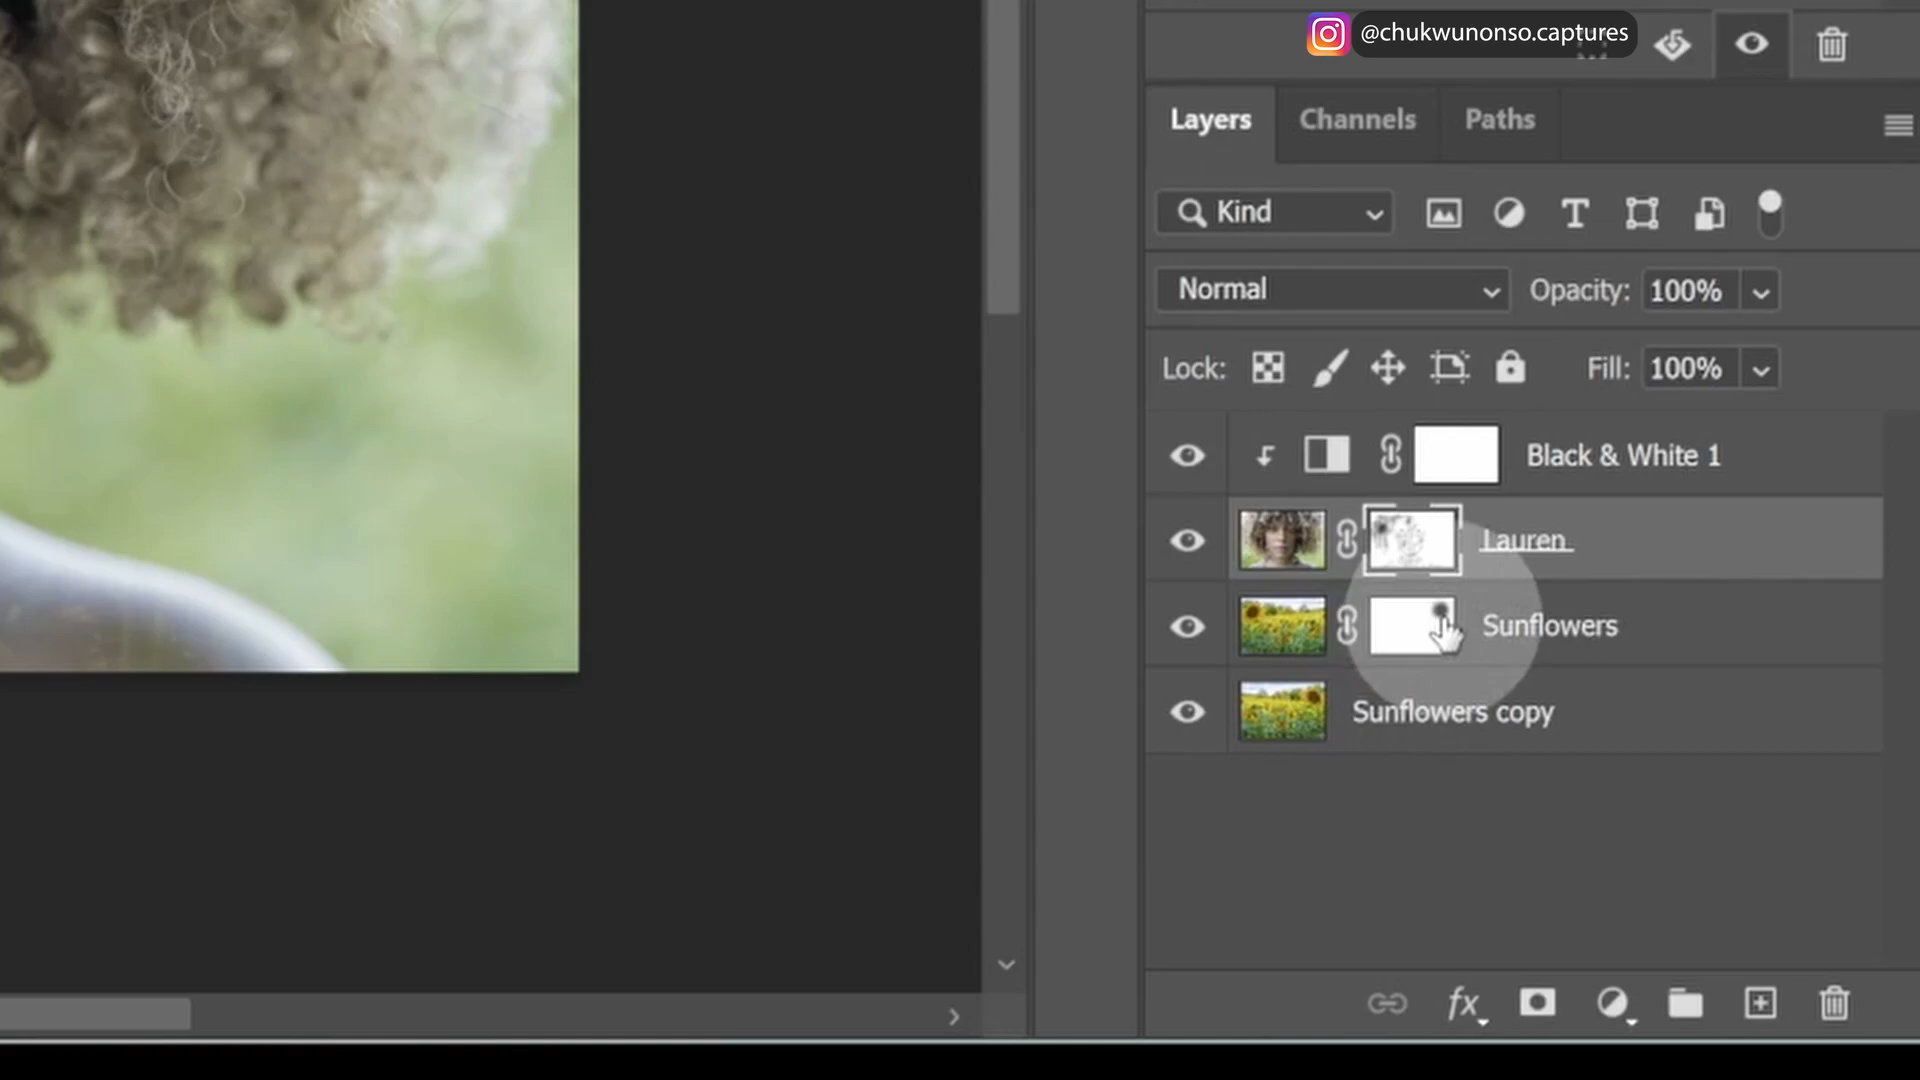 @chukwunonso.captures
Layers Channels Paths
Kind
Normal Opacity: 100%
Lock: Fill: 100%
Black & White 1
Lauren
Sunflowers
Sunflowers copy
fx